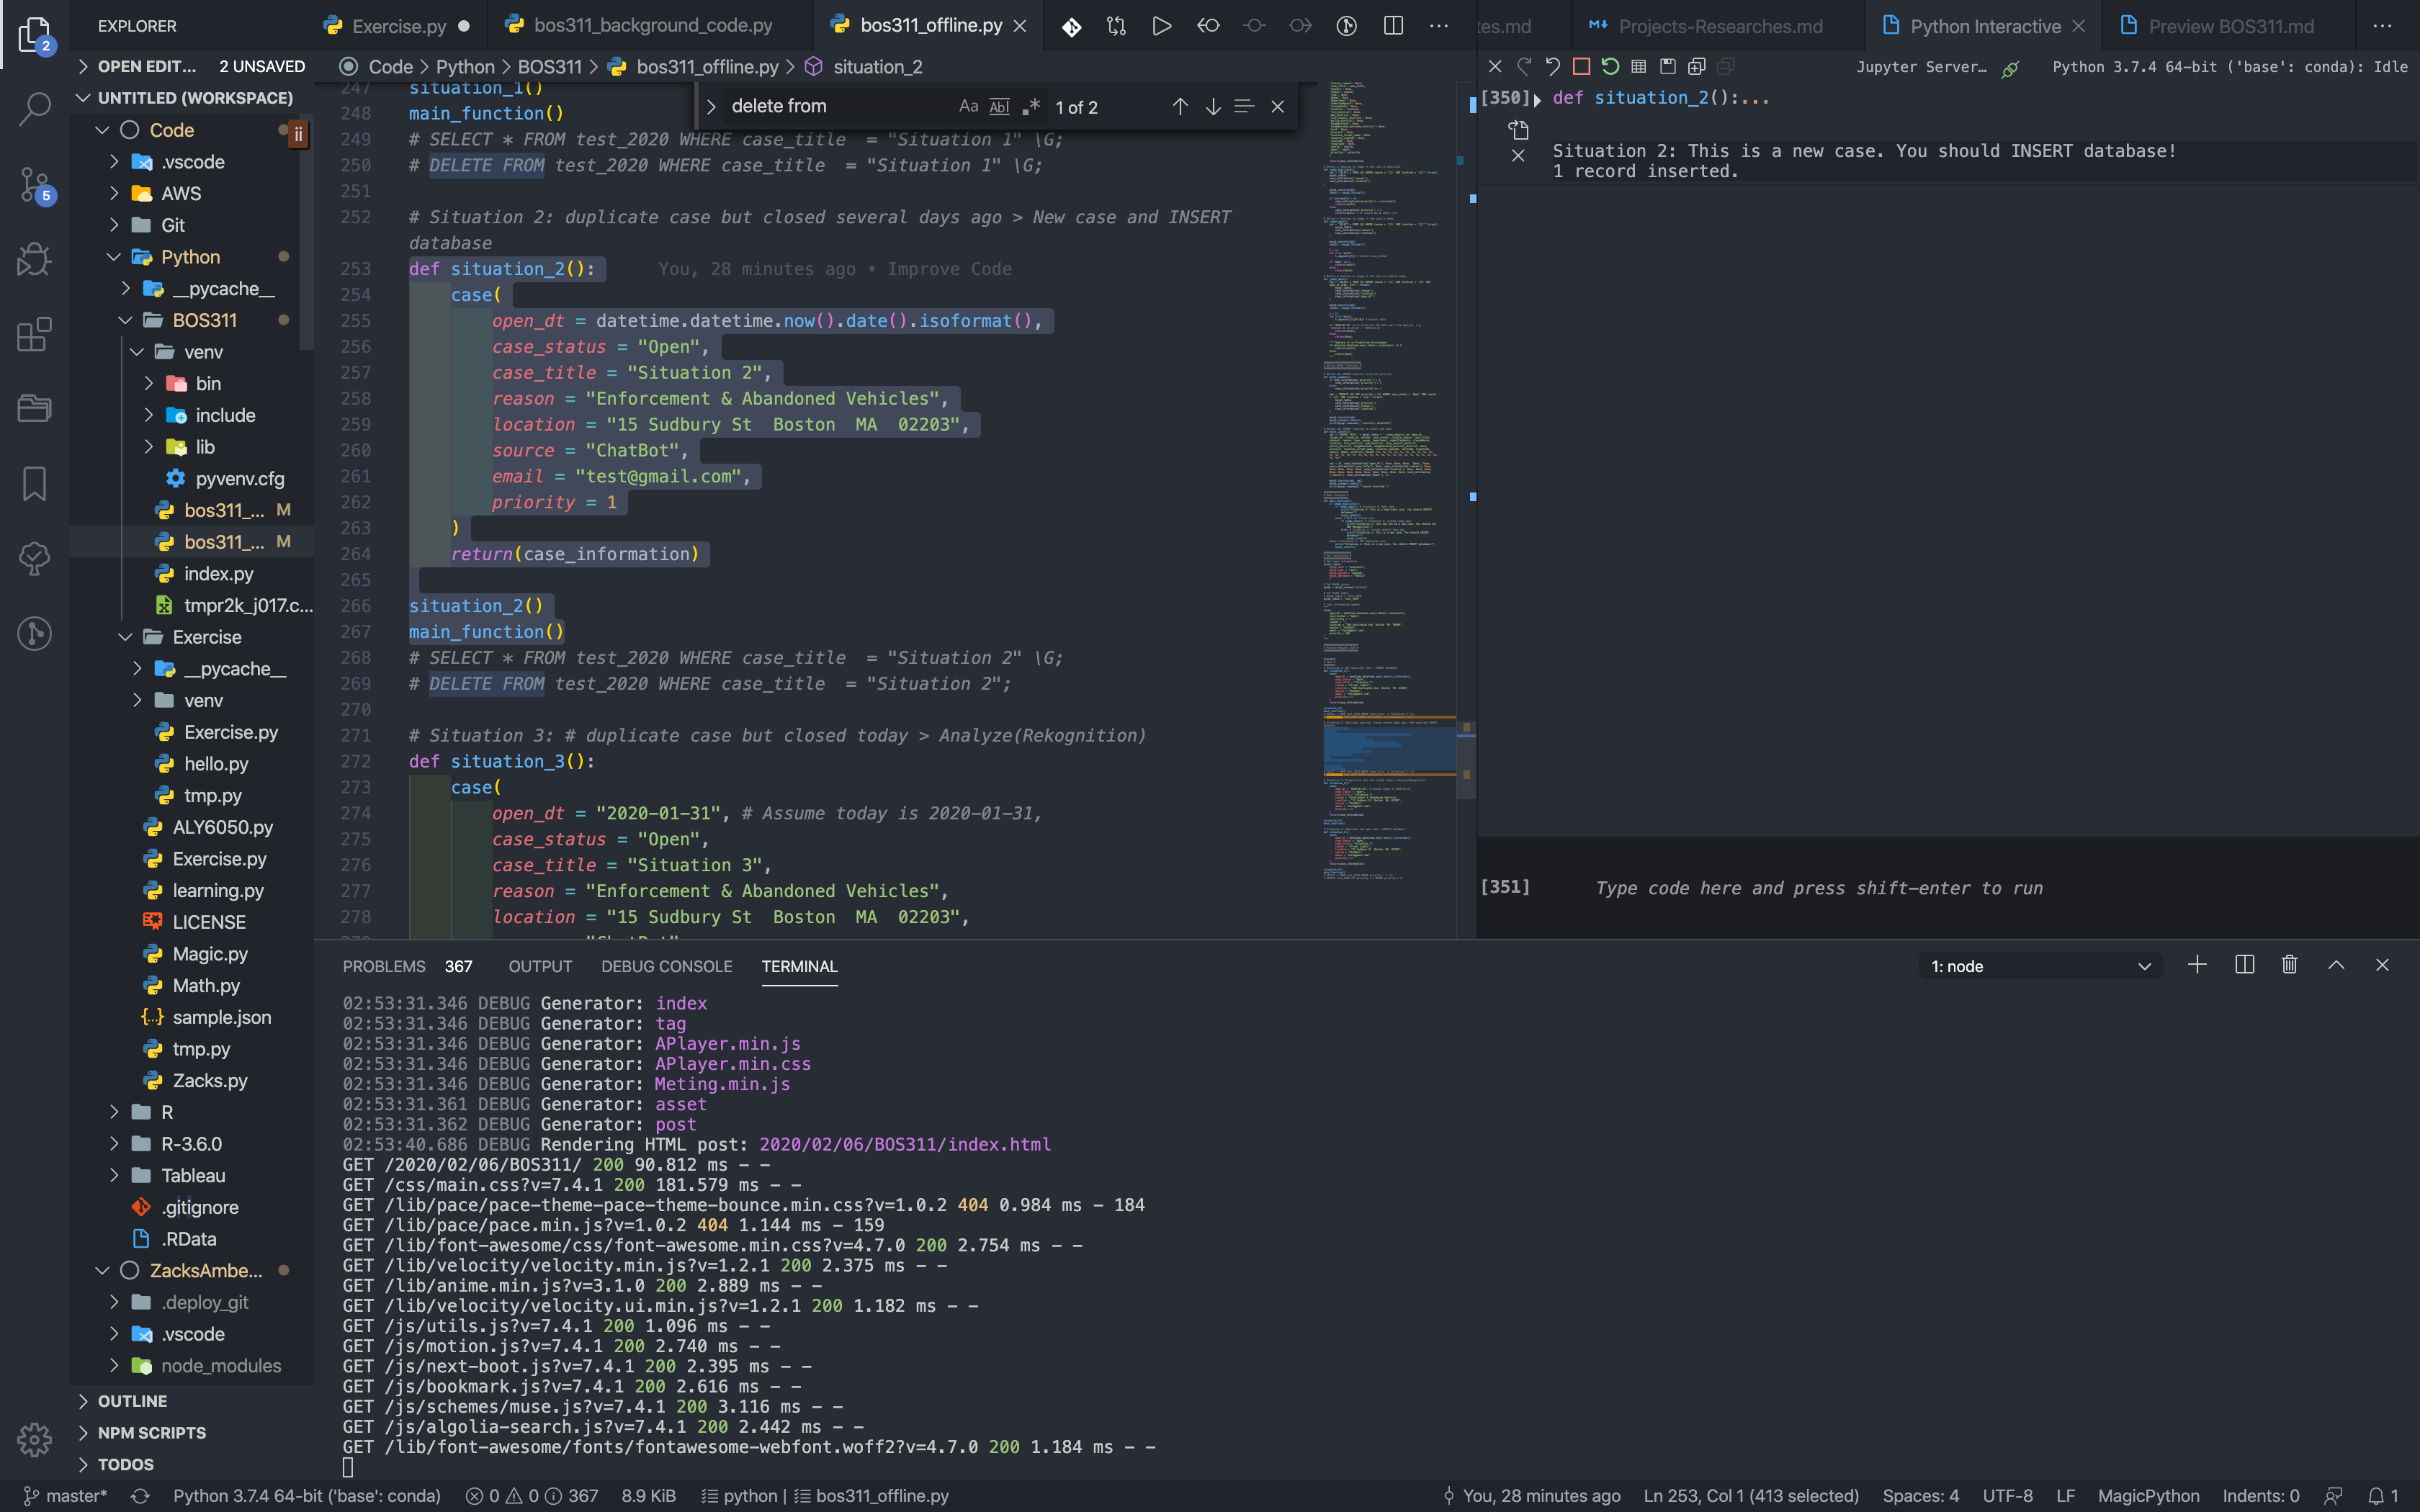 EXPLORER
2
OPEN EDIT... 2 UNSAVED
UNTITLED (WORKSPACE)
Code
ii
.vscode
AWS
Git
5
Python
__pycache__
BOS311
venv
bin
include
lib
pyvenv.cfg
bos311_... M
bos311_... M
index.py
tmpr2k_j017.c...
Exercise
__pycache__
venv
Exercise.py
hello.py
tmp.py
ALY6050.py
Exercise.py
learning.py
LICENSE
Magic.py
Math.py
sample.json
tmp.py
Zacks.py
R
R-3.6.0
Tableau
.gitignore
.RData
ZacksAmbe...
.deploy_git
.vscode
node_modules
OUTLINE
NPM SCRIPTS
TODOS
Exercise.py bos311_background_code.py bos311_offline.py
Code > Python > BOS311 > bos311_offline.py > situation_2
delete from Aa Abl .* 1 of 2
247 situation_1()
248 main_function()
249 # SELECT * FROM test_2020 WHERE case_title  = "Situation 1" \G;
250 # DELETE FROM test_2020 WHERE case_title  = "Situation 1" \G;
251
252 # Situation 2: duplicate case but closed several days ago > New case and INSERT
database
253 def situation_2(): You, 28 minutes ago • Improve Code
254 case(
255 open_dt = datetime.datetime.now().date().isoformat(),
256 case_status = "Open",
257 case_title = "Situation 2",
258 reason = "Enforcement & Abandoned Vehicles",
259 location = "15 Sudbury St  Boston  MA  02203",
260 source = "ChatBot",
261 email = "test@gmail.com",
262 priority = 1
263 )
264 return(case_information)
265
266 situation_2()
267 main_function()
268 # SELECT * FROM test_2020 WHERE case_title  = "Situation 2" \G;
269 # DELETE FROM test_2020 WHERE case_title  = "Situation 2";
270
271 # Situation 3: # duplicate case but closed today > Analyze(Rekognition)
272 def situation_3():
273 case(
274 open_dt = "2020-01-31", # Assume today is 2020-01-31,
275 case_status = "Open",
276 case_title = "Situation 3",
277 reason = "Enforcement & Abandoned Vehicles",
278 location = "15 Sudbury St  Boston  MA  02203",
tes.md Projects-Researches.md Python Interactive Preview BOS311.md
Jupyter Server... Python 3.7.4 64-bit ('base': conda): Idle
[350] def situation_2():...
Situation 2: This is a new case. You should INSERT database!
1 record inserted.
[351] Type code here and press shift-enter to run
PROBLEMS 367 OUTPUT DEBUG CONSOLE TERMINAL 1: node
02:53:31.346 DEBUG Generator: index
02:53:31.346 DEBUG Generator: tag
02:53:31.346 DEBUG Generator: APlayer.min.js
02:53:31.346 DEBUG Generator: APlayer.min.css
02:53:31.346 DEBUG Generator: Meting.min.js
02:53:31.361 DEBUG Generator: asset
02:53:31.362 DEBUG Generator: post
02:53:40.686 DEBUG Rendering HTML post: 2020/02/06/BOS311/index.html
GET /2020/02/06/BOS311/ 200 90.812 ms - -
GET /css/main.css?v=7.4.1 200 181.579 ms - -
GET /lib/pace/pace-theme-pace-theme-bounce.min.css?v=1.0.2 404 0.984 ms - 184
GET /lib/pace/pace.min.js?v=1.0.2 404 1.144 ms - 159
GET /lib/font-awesome/css/font-awesome.min.css?v=4.7.0 200 2.754 ms - -
GET /lib/velocity/velocity.min.js?v=1.2.1 200 2.375 ms - -
GET /lib/anime.min.js?v=3.1.0 200 2.889 ms - -
GET /lib/velocity/velocity.ui.min.js?v=1.2.1 200 1.182 ms - -
GET /js/utils.js?v=7.4.1 200 1.096 ms - -
GET /js/motion.js?v=7.4.1 200 2.740 ms - -
GET /js/next-boot.js?v=7.4.1 200 2.395 ms - -
GET /js/bookmark.js?v=7.4.1 200 2.616 ms - -
GET /js/schemes/muse.js?v=7.4.1 200 3.116 ms - -
GET /js/algolia-search.js?v=7.4.1 200 2.442 ms - -
GET /lib/font-awesome/fonts/fontawesome-webfont.woff2?v=4.7.0 200 1.184 ms - -
master* Python 3.7.4 64-bit ('base': conda) 0 0 367 8.9 KiB python | bos311_offline.py You, 28 minutes ago Ln 253, Col 1 (413 selected) Spaces: 4 UTF-8 LF MagicPython Indents: 0 1